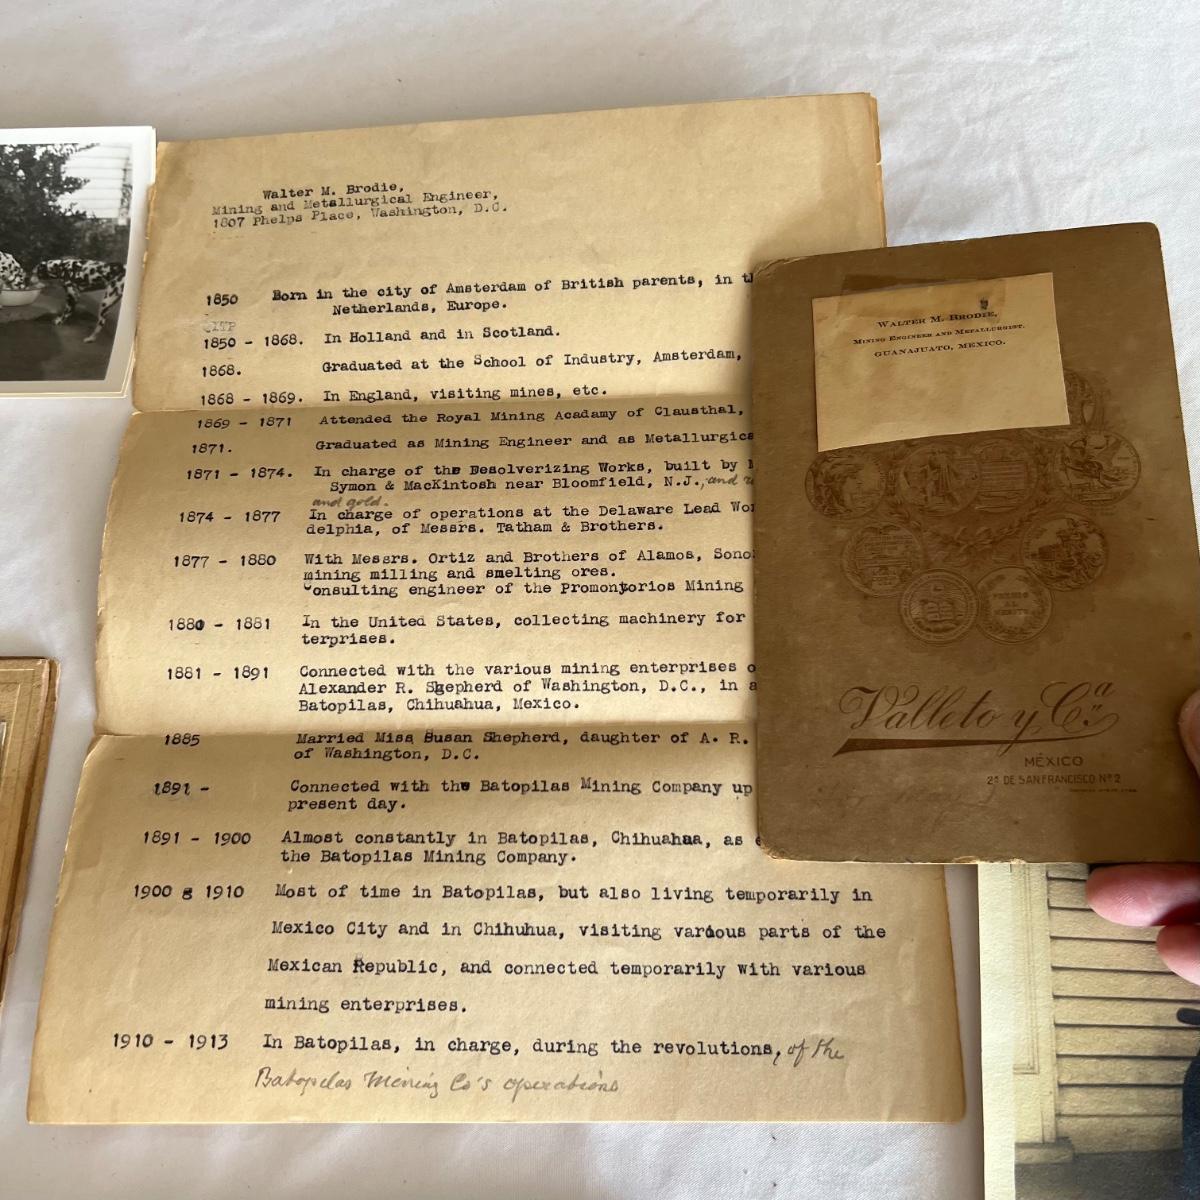 Walter M. Brodie,
Mining and Metallurgical Engineer,
1807 Phelps Place, Washington, D.C.
1850 Born in the city of Amsterdam of British parents, in
Netherlands, Europe.
1850 - 1868. In Holland and in Scotland.
1868. Graduated at the School of Industry, Amsterdam,
1868 - 1869. In England, visiting mines, etc.
1869 - 1871 Attended the Royal Mining Acadamy of Clausthal,
1871. Graduated as Mining Engineer and as
1871 - 1874. In charge of the Desolverizing Works, built by
Symon & MacKintosh near Bloomfield, N.J., and
and gold.
1874 - 1877 In charge of operations at the Delaware Lead
delphia, of Messrs. Tatham & Brothers.
1877 - 1880 With Messrs. Ortiz and Brothers of Alamos,
mining milling and smelting ores.
Consulting engineer of the Promontorios Mining
1880 - 1881 In the United States, collecting machinery for
terprises.
1881 - 1891 Connected with the various mining enterprises
Alexander R. Shepherd of Washington, D.C., in
Batopilas, Chihuahua, Mexico.
1885 Married Miss Susan Shepherd, daughter of A. R.
of Washington, D.C.
1891 - Connected with the Batopilas Mining Company up
present day.
1891 - 1900 Almost constantly in Batopilas, Chihuahua, as
the Batopilas Mining Company.
1900 & 1910 Most of time in Batopilas, but also living temporarily in
Mexico City and in Chihuhua, visiting various parts of the
Mexican Republic, and connected temporarily with various
mining enterprises.
1910 - 1913 In Batopilas, in charge, during the revolutions, of the
Batopilas Mining Co's operations
WALTER M. BRODIE,
MINING ENGINEER AND METALLURGIST.
GUANAJUATO, MEXICO.
PREMIO
AL
MERITO
Valleto y Cª
MÉXICO
2ª DE SAN FRANCISCO Nº 2